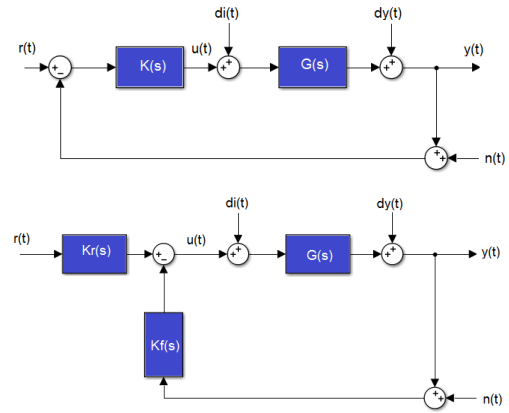 di(t) dy(t)
r(t) u(t) y(t)
K(s) G(s)
n(t)
di(t) dy(t)
r(t) Kr(s) u(t) y(t)
G(s)
Kf(s)
n(t)